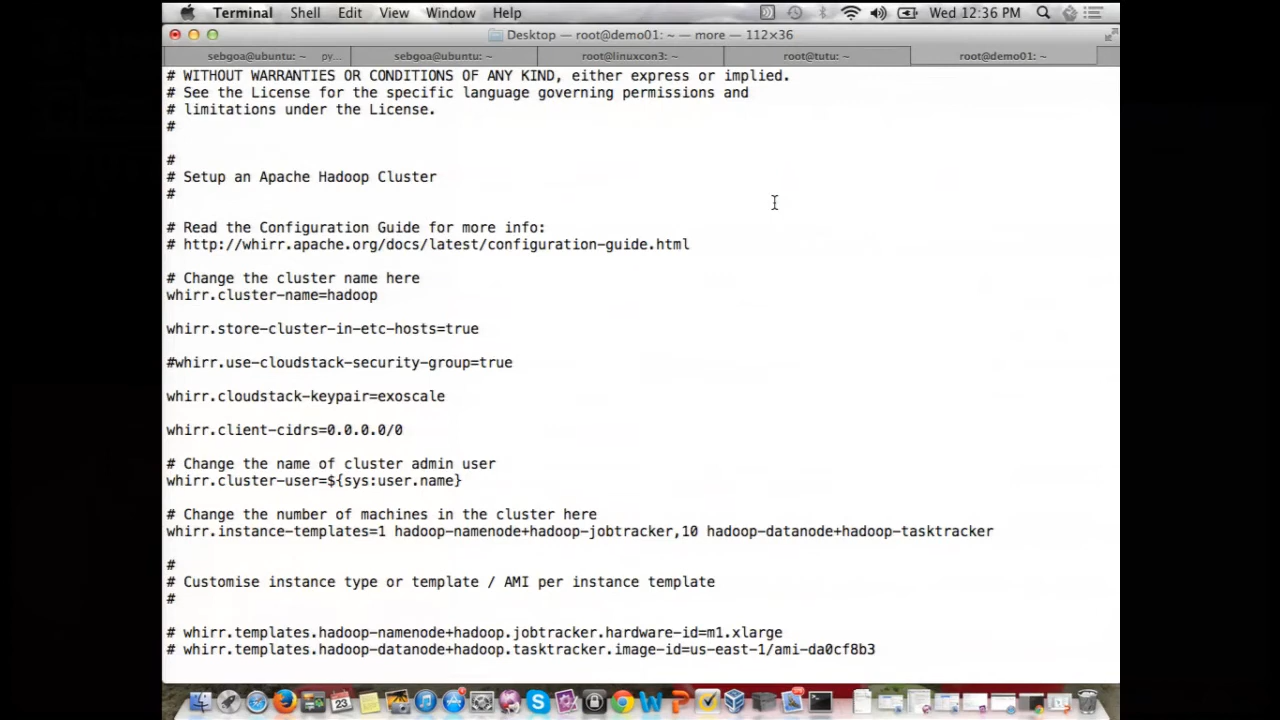 Terminal Shell Edit View Window Help Wed 12:36 PM
Desktop — root@demo01: ~ — more — 112×36
sebgoa@ubuntu: ~ py... sebgoa@ubuntu: ~ root@linuxcon3: ~ root@tutu: ~ root@demo01: ~
# WITHOUT WARRANTIES OR CONDITIONS OF ANY KIND, either express or implied.
# See the License for the specific language governing permissions and
# limitations under the License.
#
#
# Setup an Apache Hadoop Cluster
#
# Read the Configuration Guide for more info:
# http://whirr.apache.org/docs/latest/configuration-guide.html
# Change the cluster name here
whirr.cluster-name=hadoop
whirr.store-cluster-in-etc-hosts=true
#whirr.use-cloudstack-security-group=true
whirr.cloudstack-keypair=exoscale
whirr.client-cidrs=0.0.0.0/0
# Change the name of cluster admin user
whirr.cluster-user=${sys:user.name}
# Change the number of machines in the cluster here
whirr.instance-templates=1 hadoop-namenode+hadoop-jobtracker,10 hadoop-datanode+hadoop-tasktracker
#
# Customise instance type or template / AMI per instance template
#
# whirr.templates.hadoop-namenode+hadoop.jobtracker.hardware-id=m1.xlarge
# whirr.templates.hadoop-datanode+hadoop.tasktracker.image-id=us-east-1/ami-da0cf8b3
23